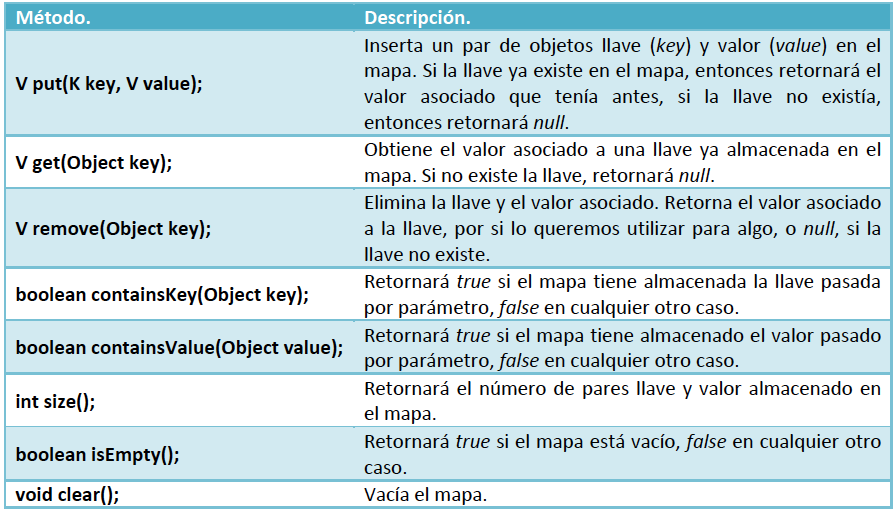 Método.
Descripción.
V put(K key, V value);
Inserta un par de objetos llave (key) y valor (value) en el
mapa. Si la llave ya existe en el mapa, entonces retornará el
valor asociado que tenía antes, si la llave no existía,
entonces retornará null.
V get(Object key);
Obtiene el valor asociado a una llave ya almacenada en el
mapa. Si no existe la llave, retornará null.
V remove(Object key);
Elimina la llave y el valor asociado. Retorna el valor asociado
a la llave, por si lo queremos utilizar para algo, o null, si la
llave no existe.
boolean containsKey(Object key);
Retornará true si el mapa tiene almacenada la llave pasada
por parámetro, false en cualquier otro caso.
boolean containsValue(Object value);
Retornará true si el mapa tiene almacenado el valor pasado
por parámetro, false en cualquier otro caso.
int size();
Retornará el número de pares llave y valor almacenado en
el mapa.
boolean isEmpty();
Retornará true si el mapa está vacío, false en cualquier otro
caso.
void clear();
Vacía el mapa.